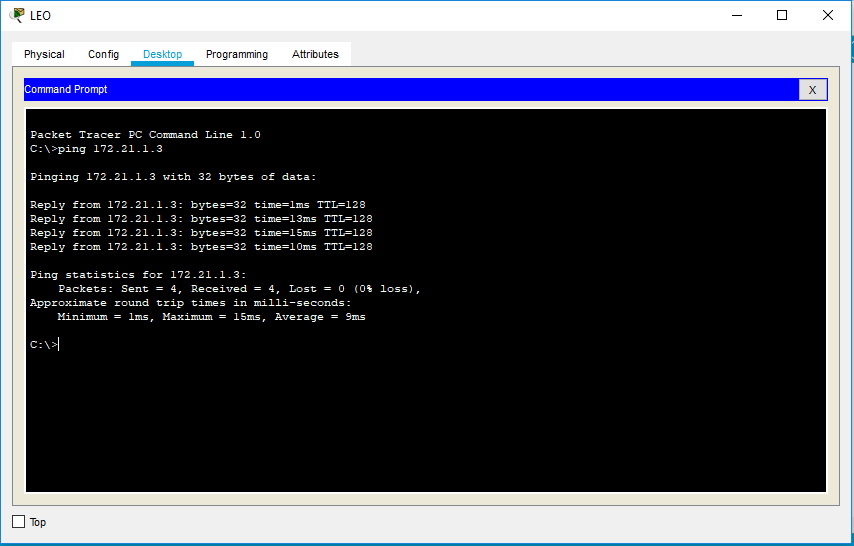 LEO
Physical Config Desktop Programming Attributes
Command Prompt X
Packet Tracer PC Command Line 1.0
C:\>ping 172.21.1.3
Pinging 172.21.1.3 with 32 bytes of data:
Reply from 172.21.1.3: bytes=32 time=1ms TTL=128
Reply from 172.21.1.3: bytes=32 time=13ms TTL=128
Reply from 172.21.1.3: bytes=32 time=15ms TTL=128
Reply from 172.21.1.3: bytes=32 time=10ms TTL=128
Ping statistics for 172.21.1.3:
    Packets: Sent = 4, Received = 4, Lost = 0 (0% loss),
Approximate round trip times in milli-seconds:
    Minimum = 1ms, Maximum = 15ms, Average = 9ms
C:\>
Top